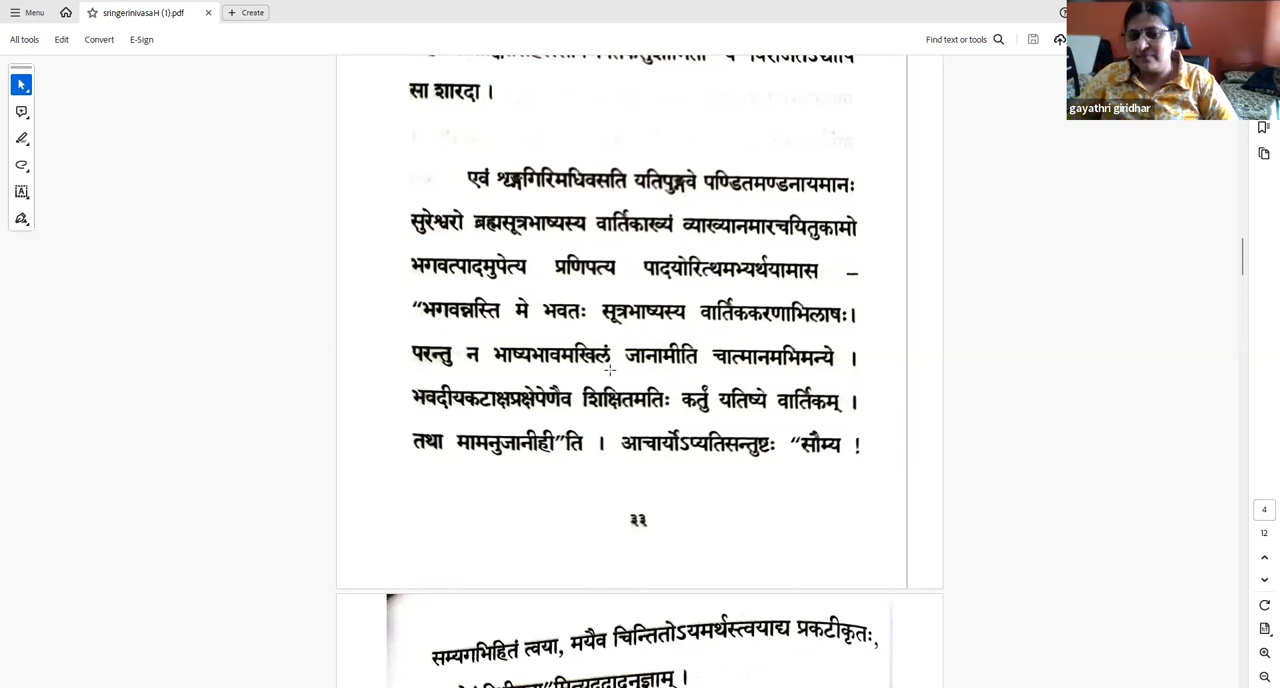 Menu
sringerinivasaH (1).pdf
Create
All tools
Edit
Convert
E-Sign
Find text or tools
gayathri giridhar
सा शारदा ।
एवं शृङ्गगिरिमधिवसति यतिपुङ्गवे पण्डितमण्डनायमानः
सुरेश्वरो ब्रह्मसूत्रभाष्यस्य वार्तिकाख्यं व्याख्यानमारचयितुकामो
भगवत्पादमुपेत्य प्रणिपत्य पादयोरित्थमभ्यर्थयामास –
“भगवन्नस्ति मे भवतः सूत्रभाष्यस्य वार्तिककरणाभिलाषः।
परन्तु न भाष्यभावमखिलं जानामीति चात्मानमभिमन्ये ।
भवदीयकटाक्षप्रक्षेपेणैव शिक्षितमतिः कर्तुं यतिष्ये वार्तिकम् ।
तथा मामनुजानीही”ति । आचार्योऽप्यतिसन्तुष्टः “सौम्य !
३३
सम्यगभिहितं त्वया, मयैव चिन्तितोऽयमर्थस्त्वयाद्य प्रकटीकृतः,
4
12